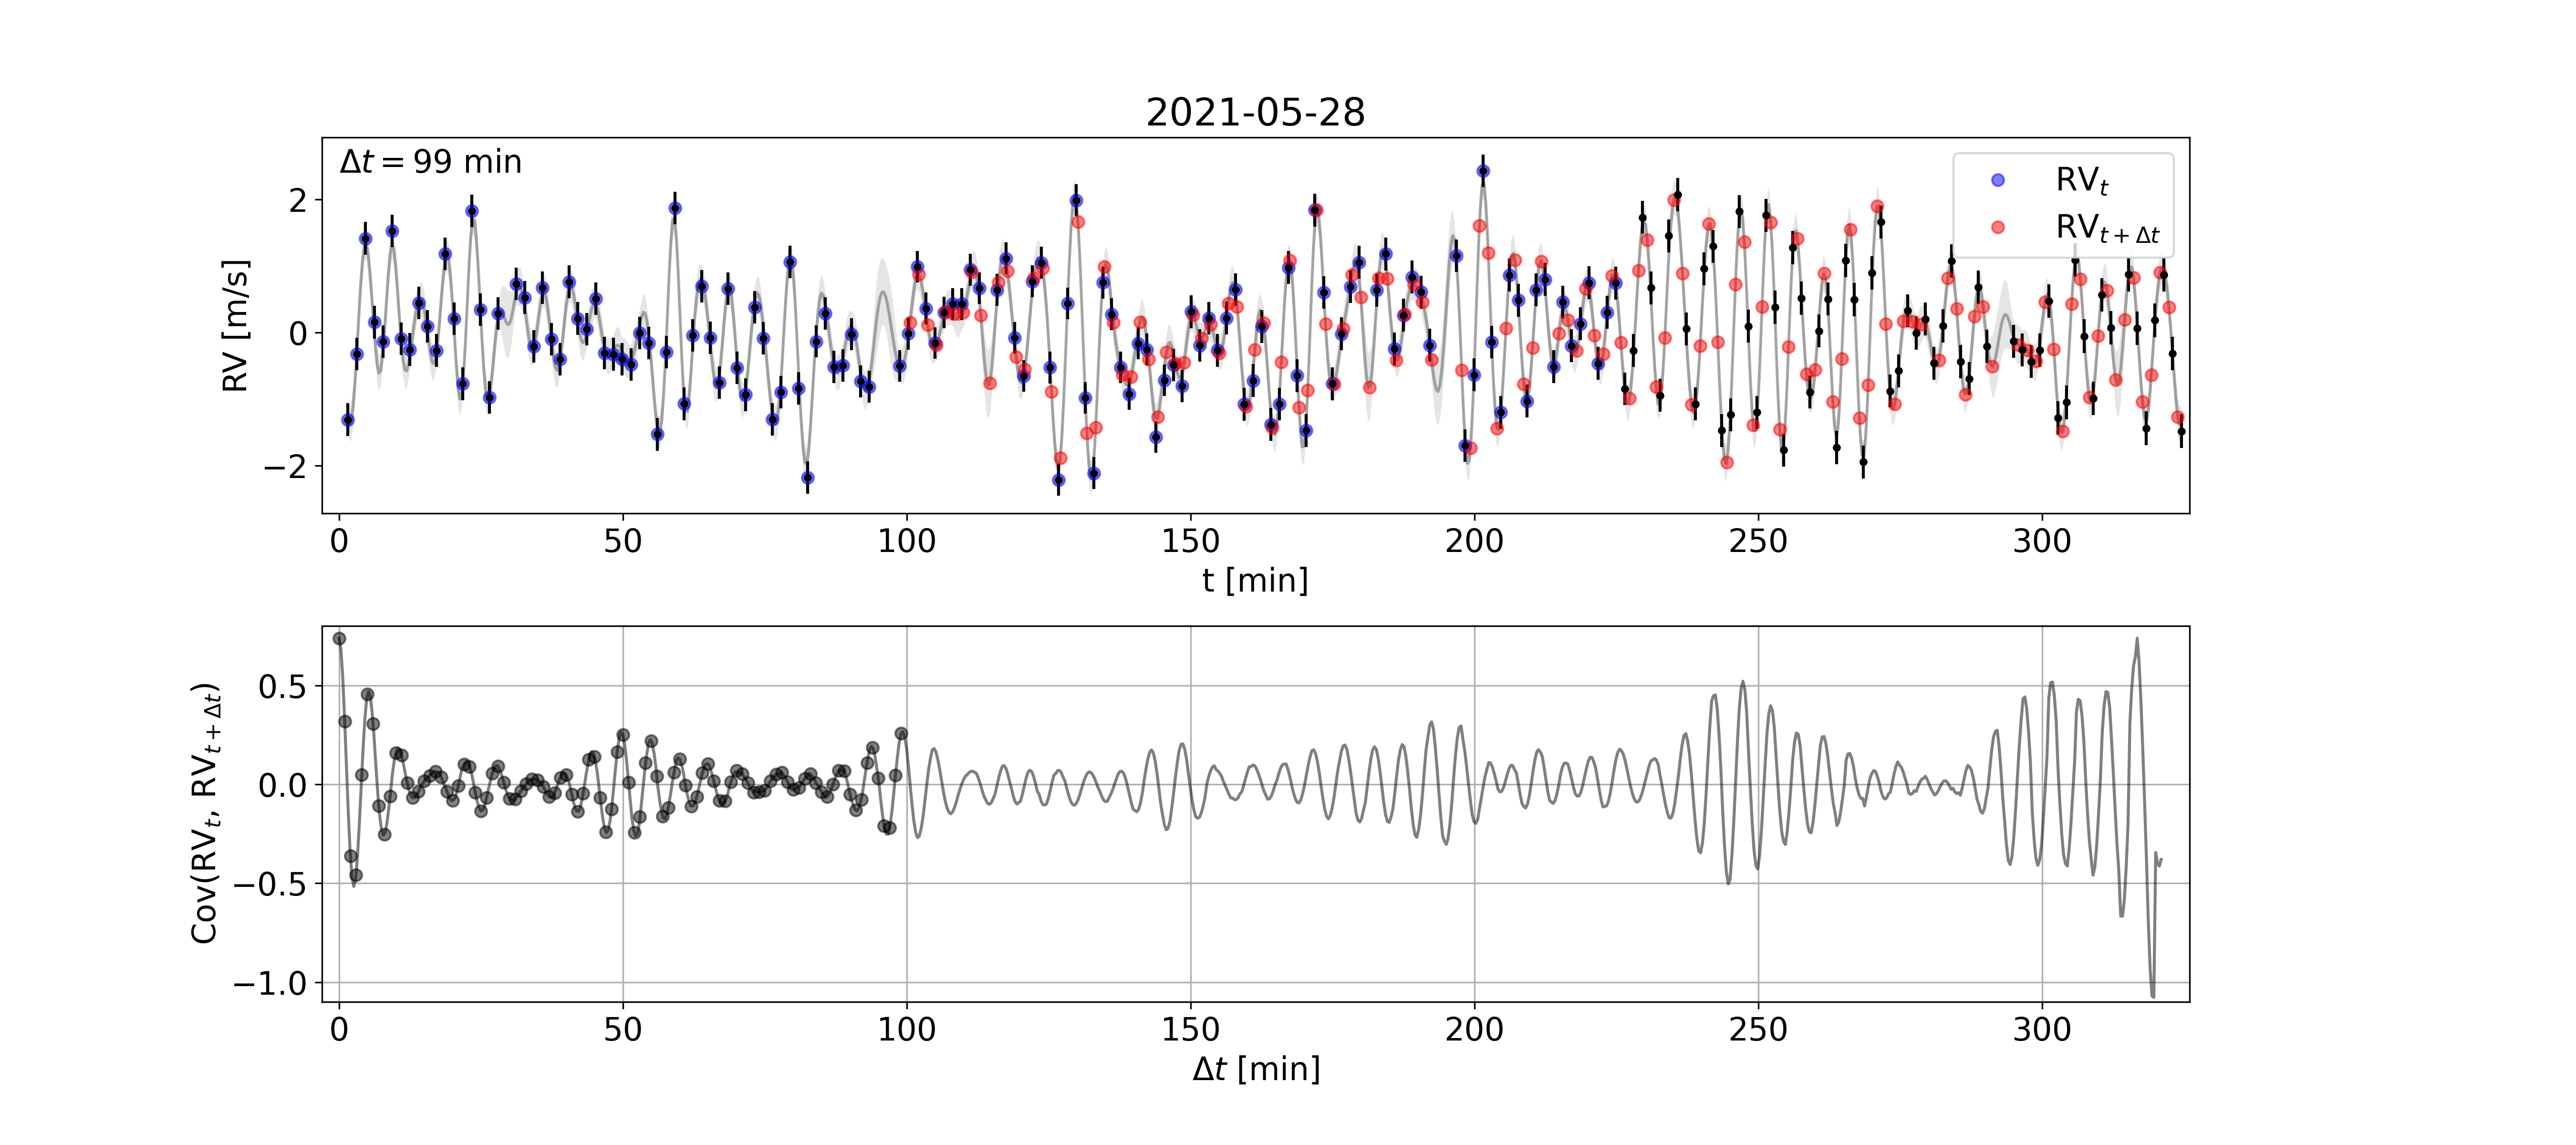 2021-05-28
Δt = 99 min
RV_t
RV_{t+Δt}
RV [m/s]
2
0
−2
0 50 100 150 200 250 300
t [min]
Cov(RV_t, RV_{t+Δt})
0.5
0.0
−0.5
−1.0
0 50 100 150 200 250 300
Δt [min]